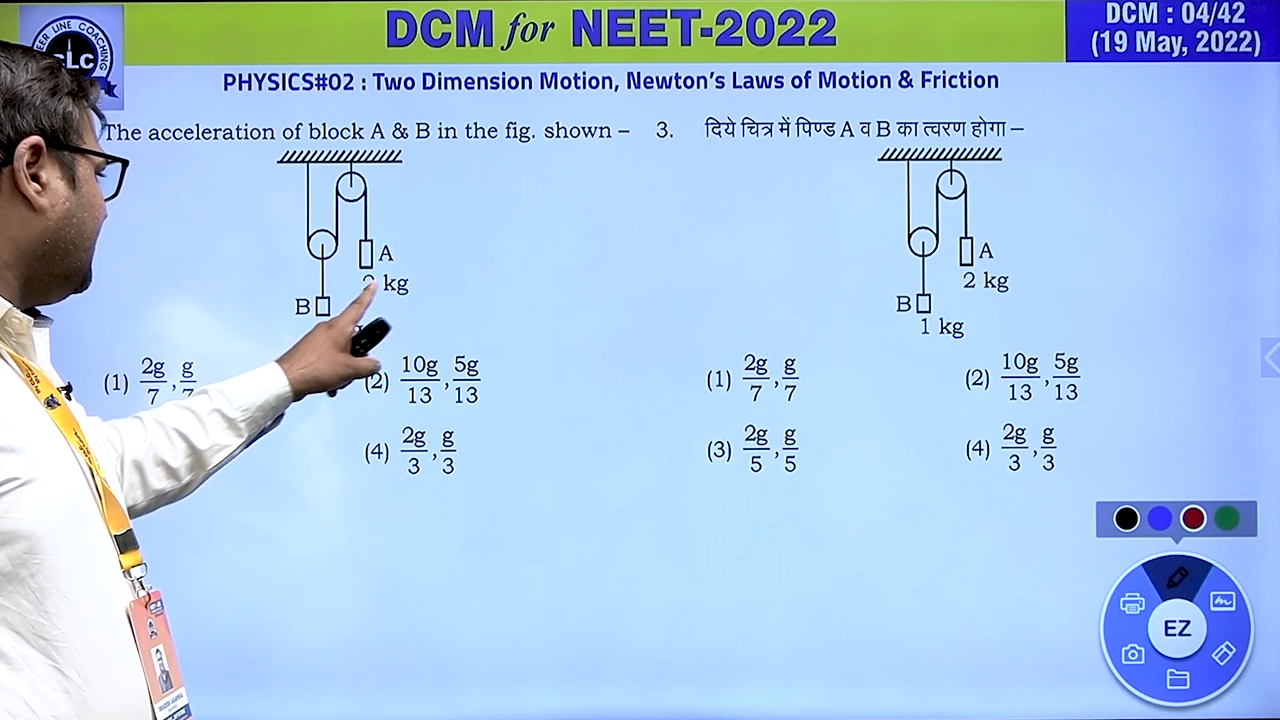 DCM for NEET-2022
DCM : 04/42
(19 May, 2022)
PHYSICS#02 : Two Dimension Motion, Newton's Laws of Motion & Friction
The acceleration of block A & B in the fig. shown –
A
kg
B
(1) 2g/7, g/7
(2) 10g/13, 5g/13
(4) 2g/3, g/3
3. दिये चित्र में पिण्ड A व B का त्वरण होगा –
A
2 kg
B
1 kg
(1) 2g/7, g/7
(2) 10g/13, 5g/13
(3) 2g/5, g/5
(4) 2g/3, g/3
EZ